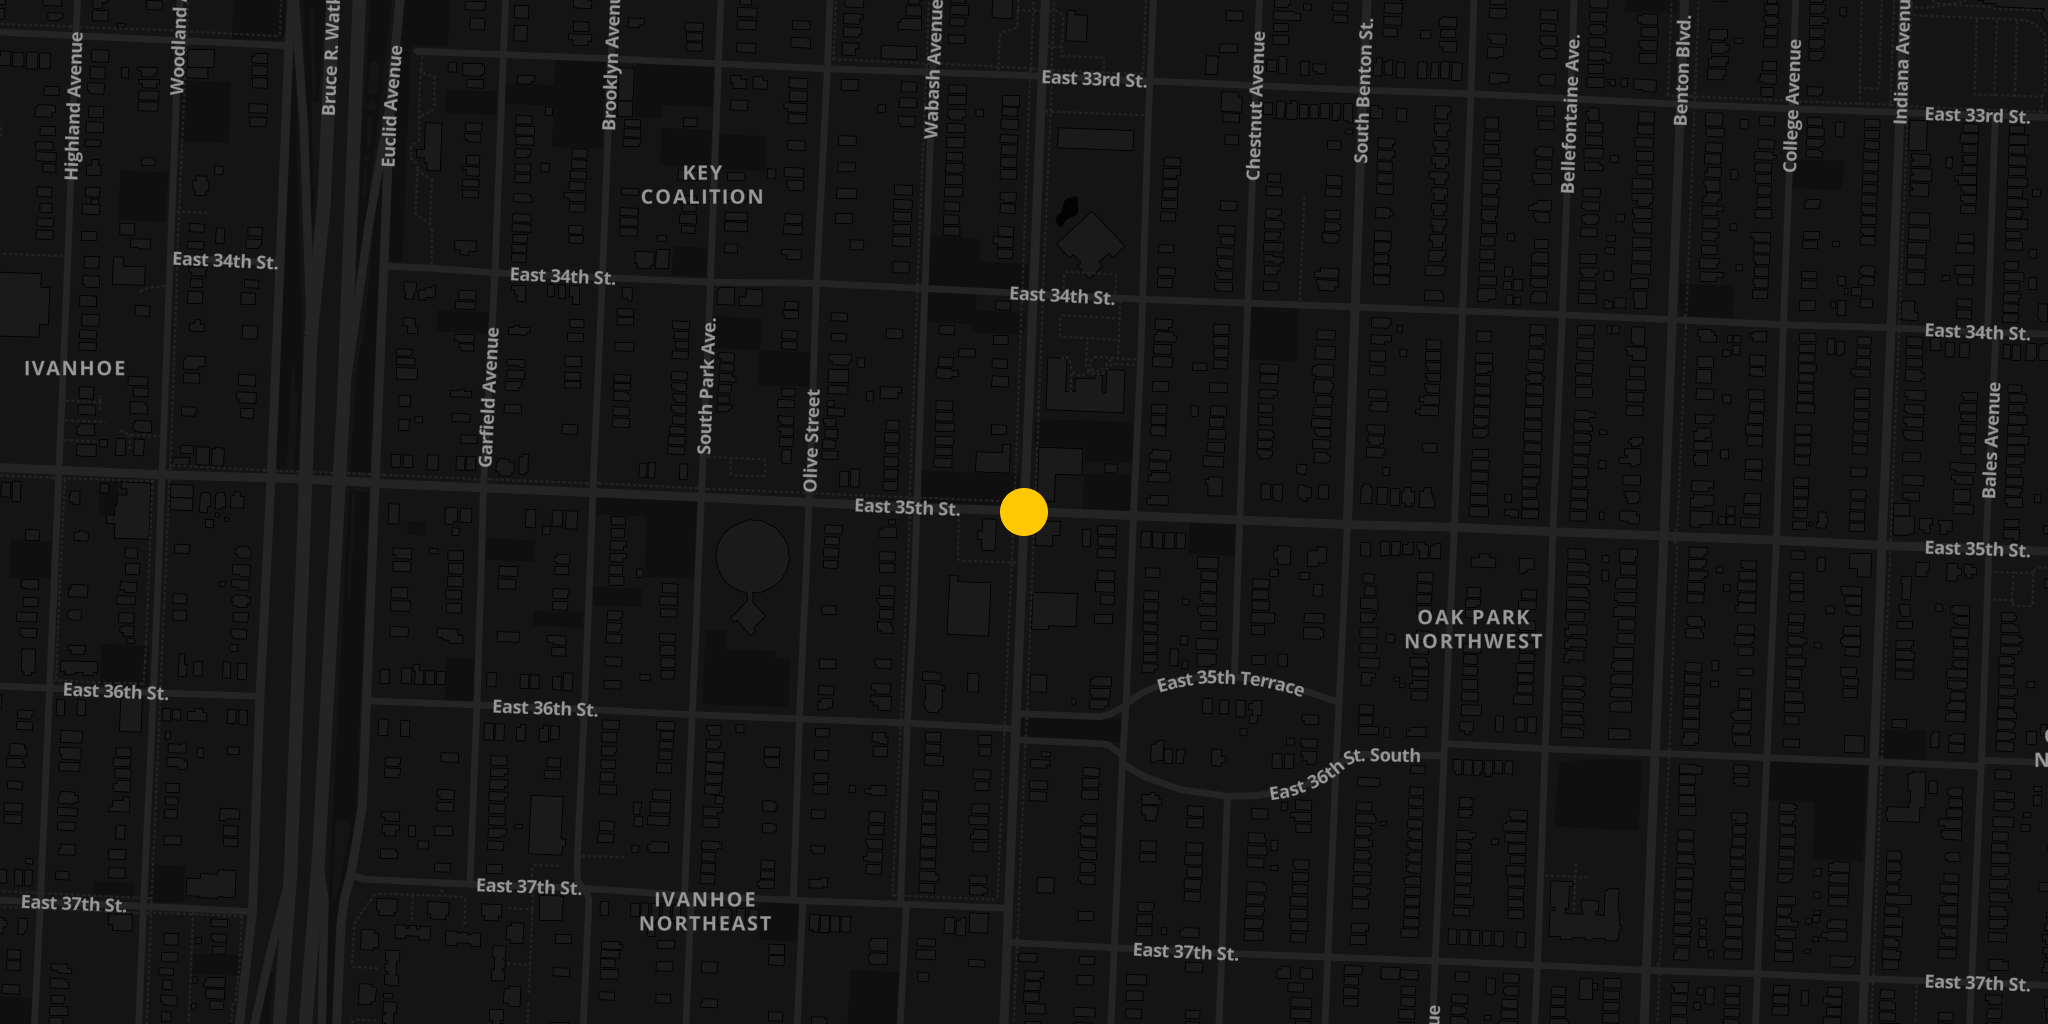 Highland Avenue
Woodland A
Bruce R. Watk
Euclid Avenue
Brooklyn Avenu
Wabash Avenue
East 33rd St.
Chestnut Avenue
South Benton St.
Bellefontaine Ave.
Benton Blvd.
College Avenue
Indiana Avenu
East 33rd St.
KEY
COALITION
East 34th St.
East 34th St.
East 34th St.
East 34th St.
IVANHOE
Garfield Avenue
South Park Ave.
Olive Street
Bales Avenue
East 35th St.
East 35th St.
OAK PARK
NORTHWEST
East 35th Terrace
East 36th St.
East 36th St.
East 36th St. South
N
East 37th St.
East 37th St.
IVANHOE
NORTHEAST
East 37th St.
East 37th St.
ue